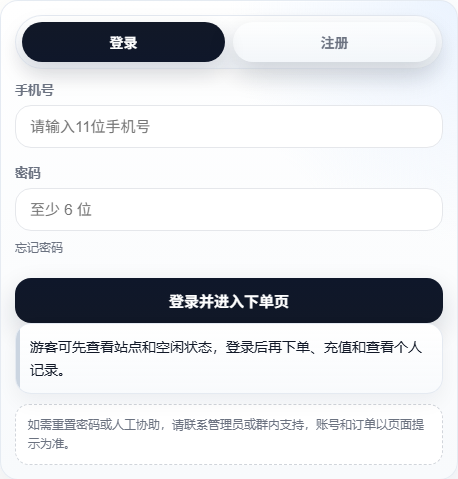 登录
注册
手机号
请输入11位手机号
密码
至少 6 位
忘记密码
登录并进入下单页
游客可先查看站点和空闲状态，登录后再下单、充值和查看个人
记录。
如需重置密码或人工协助，请联系管理员或群内支持，账号和订单以页面提
示为准。